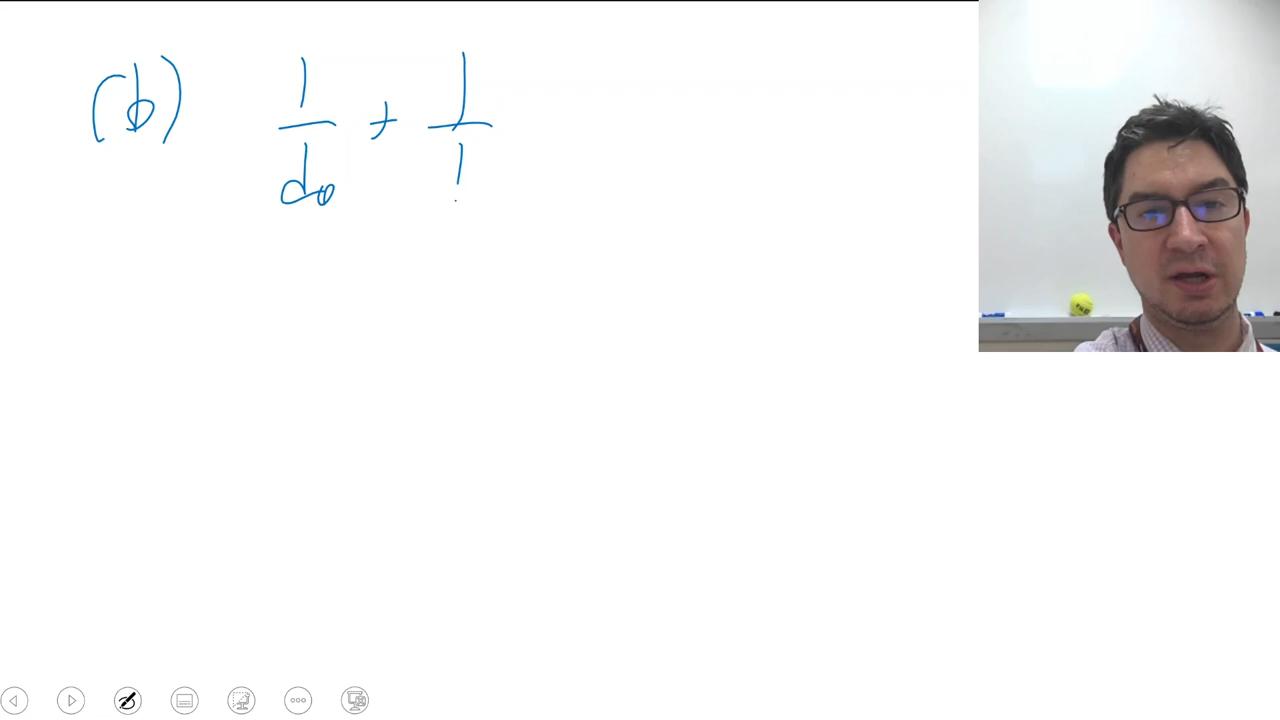 (b) 1/d₀ + 1/